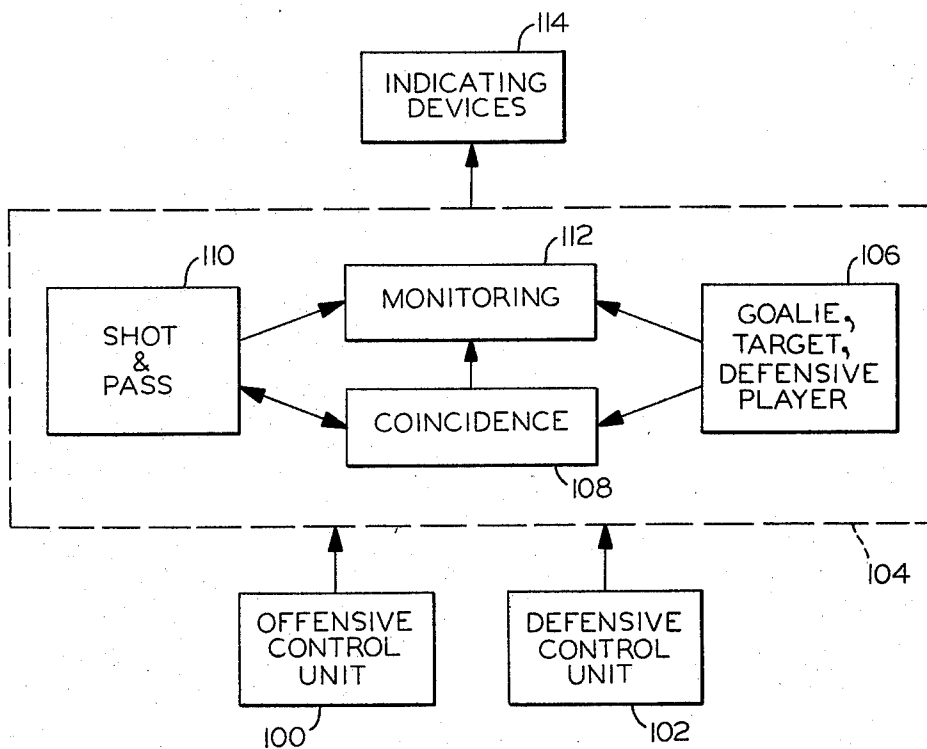 114
INDICATING
DEVICES
110
SHOT
&
PASS
112
MONITORING
COINCIDENCE
108
106
GOALIE,
TARGET,
DEFENSIVE
PLAYER
104
OFFENSIVE
CONTROL
UNIT
100
DEFENSIVE
CONTROL
UNIT
102